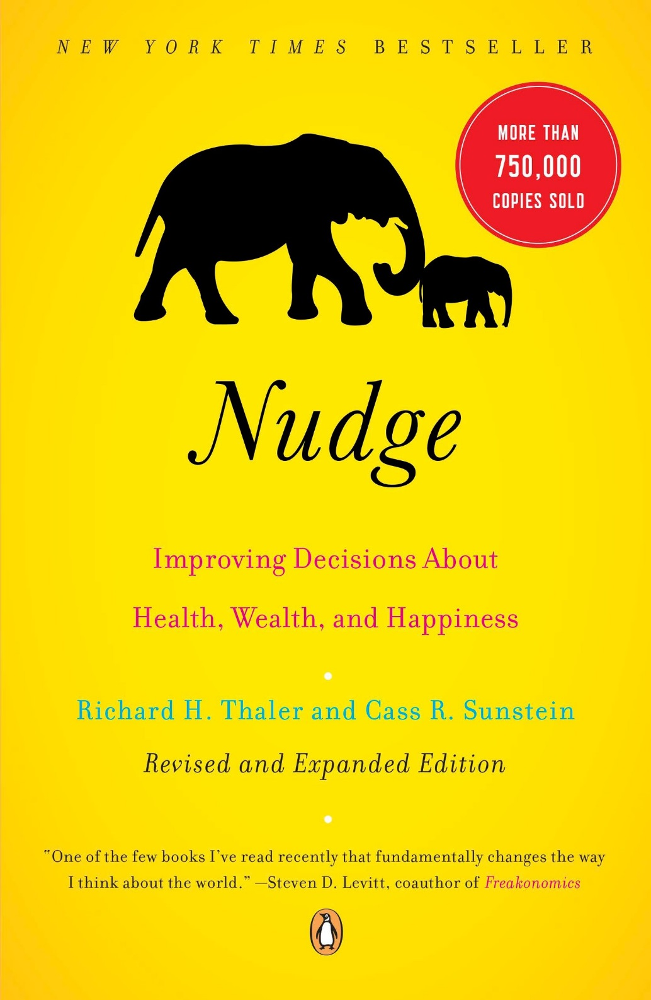 NEW YORK TIMES BESTSELLER
MORE THAN
750,000
COPIES SOLD
Nudge
Improving Decisions About
Health, Wealth, and Happiness
Richard H. Thaler and Cass R. Sunstein
Revised and Expanded Edition
“One of the few books I’ve read recently that fundamentally changes the way
I think about the world.” —Steven D. Levitt, coauthor of Freakonomics